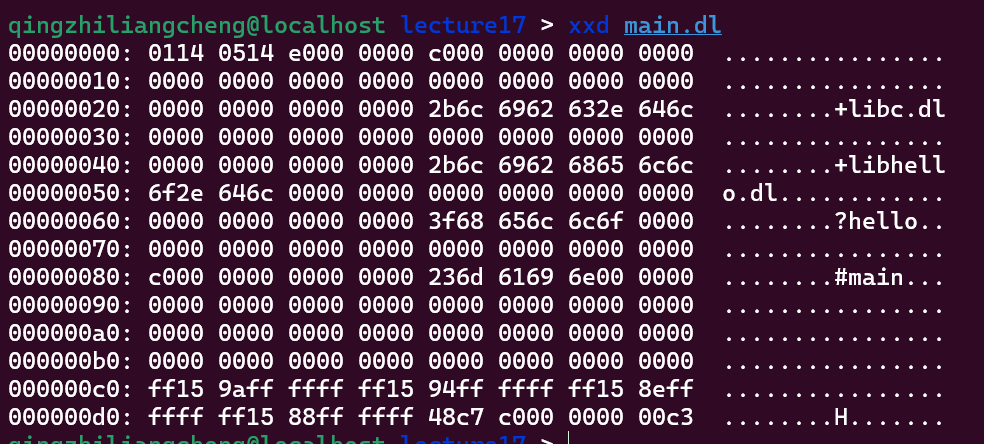 qingzhiliangcheng@localhost lecture17 > xxd main.dl
00000000: 0114 0514 e000 0000 c000 0000 0000 0000  ................
00000010: 0000 0000 0000 0000 0000 0000 0000 0000  ................
00000020: 0000 0000 0000 0000 2b6c 6962 632e 646c  ........+libc.dl
00000030: 0000 0000 0000 0000 0000 0000 0000 0000  ................
00000040: 0000 0000 0000 0000 2b6c 6962 6865 6c6c  ........+libhell
00000050: 6f2e 646c 0000 0000 0000 0000 0000 0000  o.dl............
00000060: 0000 0000 0000 0000 3f68 656c 6c6f 0000  ........?hello..
00000070: 0000 0000 0000 0000 0000 0000 0000 0000  ................
00000080: c000 0000 0000 0000 236d 6169 6e00 0000  ........#main...
00000090: 0000 0000 0000 0000 0000 0000 0000 0000  ................
000000a0: 0000 0000 0000 0000 0000 0000 0000 0000  ................
000000b0: 0000 0000 0000 0000 0000 0000 0000 0000  ................
000000c0: ff15 9aff ffff ff15 94ff ffff ff15 8eff  ................
000000d0: ffff ff15 88ff ffff 48c7 c000 0000 00c3  ........H.......
qingzhiliangcheng@localhost lecture17 >